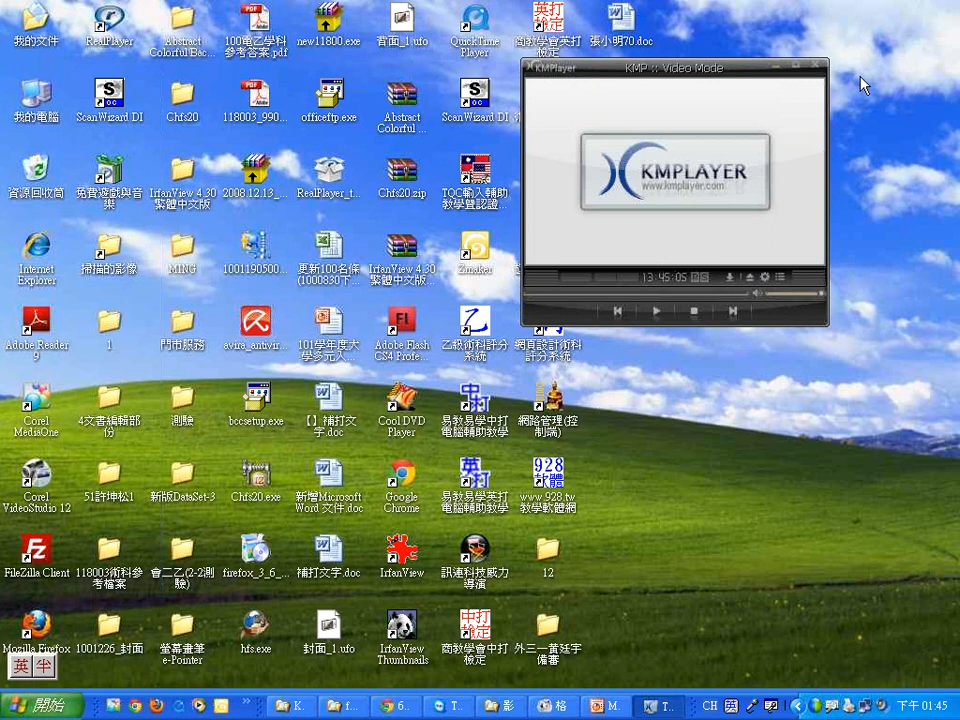 我的文件
RealPlayer
Abstract
Colorful Bac...
100電乙學科
參考答案.pdf
new11800.exe
背面_1.ufo
QuickTime
Player
商教學會英打
檢定
張小明70.doc
我的電腦
ScanWizard DI
Chfs20
118003_990...
officeftp.exe
Abstract
Colorful ...
ScanWizard DI
KMPlayer
KMP :: Video Mode
KMPLAYER
www.kmplayer.com
13:45:05
資源回收筒
免費遊戲與音
樂
IrfanView 4.30
繁體中文版
2008.12.13_...
RealPlayer_t...
Chfs20.zip
TQC輸入輔助
教學暨認證...
Internet
Explorer
掃描的影像
MING
1001190500...
更新100名條
(1000830下...
IrfanView 4.30
繁體中文版...
Zmaker
Adobe Reader
9
1
門市服務
avira_antivir...
101學年度大
學多元入...
Adobe Flash
CS4 Profe...
乙級術科評分
系統
網頁設計術科
評分系統
Corel
MediaOne
4文書編輯部
份
測驗
bccsetup.exe
【】補打文
字.doc
Cool DVD
Player
易教易學中打
電腦輔助教學
網路管理(控
制端)
Corel
VideoStudio 12
51許坤松1
新版DataSet-3
Chfs20.exe
新增Microsoft
Word 文件.doc
Google
Chrome
易教易學英打
電腦輔助教學
928
軟體
www.928.tw
教學軟體網
FileZilla Client
118003術科參
考檔案
會二乙(2-2測
驗)
firefox_3_6_...
補打文字.doc
IrfanView
訊連科技威力
導演
12
Mozilla Firefox
1001226_封面
螢幕畫筆
e-Pointer
hfs.exe
封面_1.ufo
IrfanView
Thumbnails
商教學會中打
檢定
外三一黃廷宇
備審
英 半
開始
K.
f...
6..
T..
影
格
M.
T..
CH
英
下午 01:45